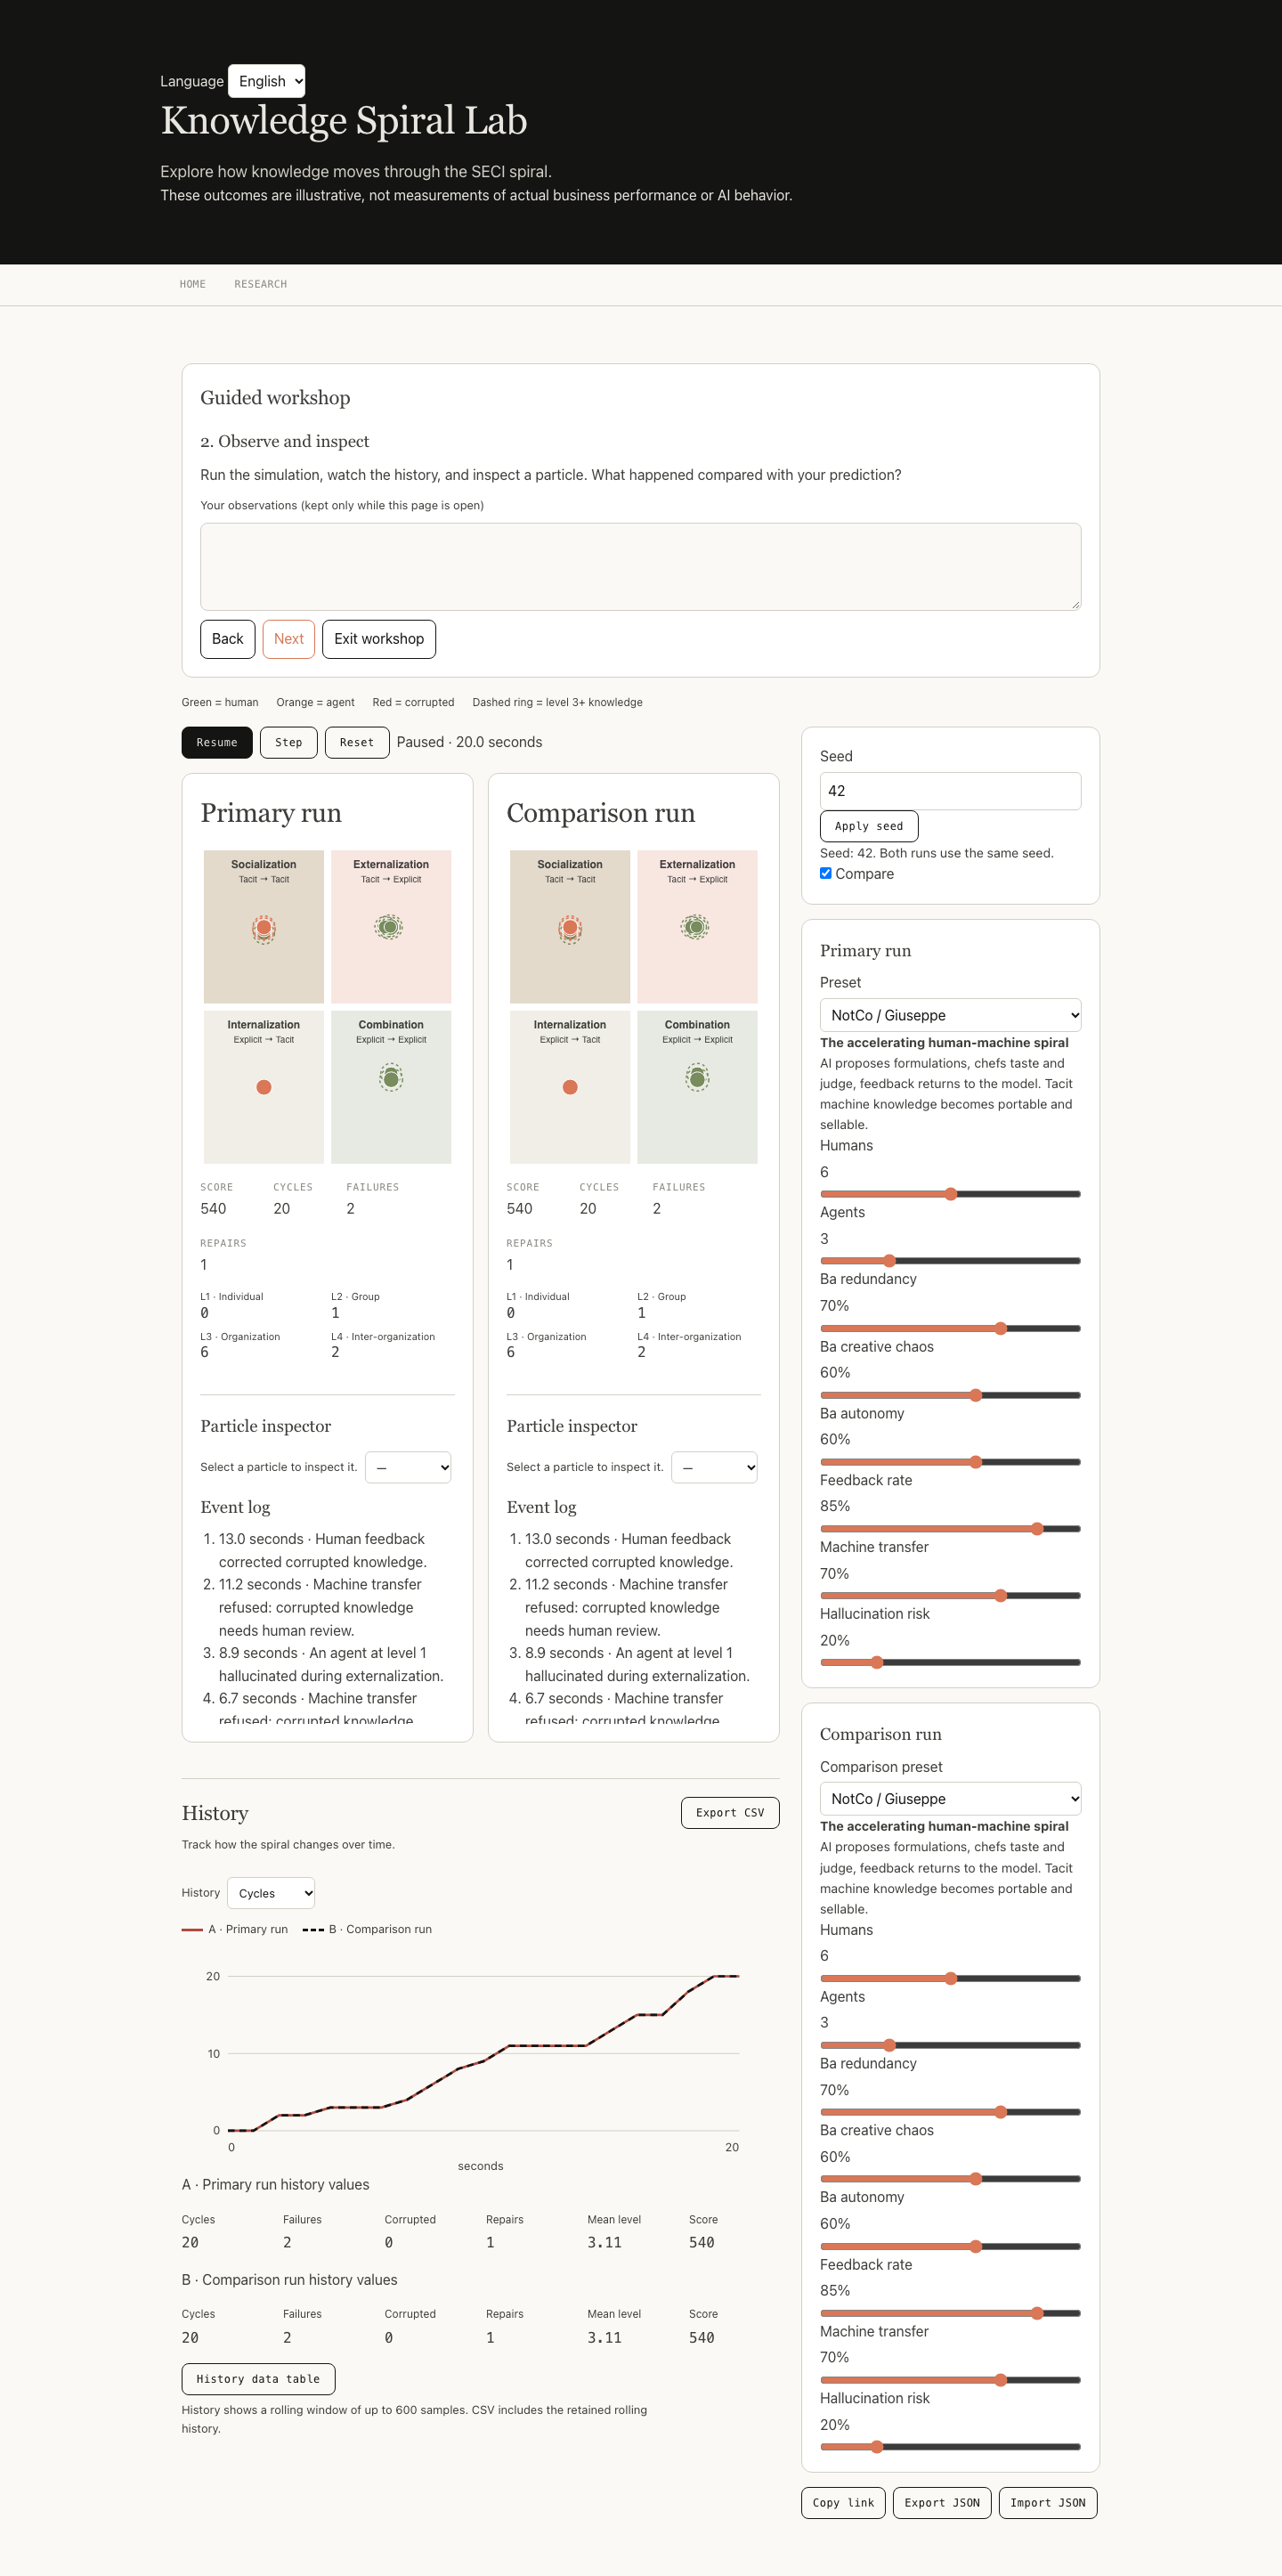 Language English
Knowledge Spiral Lab
Explore how knowledge moves through the SECI spiral.
These outcomes are illustrative, not measurements of actual business performance or AI behavior.
HOME RESEARCH
Guided workshop
2. Observe and inspect
Run the simulation, watch the history, and inspect a particle. What happened compared with your prediction?
Your observations (kept only while this page is open)
Back Next Exit workshop
Green = human Orange = agent Red = corrupted Dashed ring = level 3+ knowledge
Resume Step Reset Paused · 20.0 seconds
Primary run
Socialization Externalization
Tacit → Tacit Tacit → Explicit
Internalization Combination
Explicit → Tacit Explicit → Explicit
SCORE CYCLES FAILURES
540 20 2
REPAIRS
1
L1 · Individual L2 · Group
0 1
L3 · Organization L4 · Inter-organization
6 2
Particle inspector
Select a particle to inspect it. —
Event log
1. 13.0 seconds · Human feedback
corrected corrupted knowledge.
2. 11.2 seconds · Machine transfer
refused: corrupted knowledge
needs human review.
3. 8.9 seconds · An agent at level 1
hallucinated during externalization.
4. 6.7 seconds · Machine transfer
refused: corrupted knowledge
Comparison run
Socialization Externalization
Tacit → Tacit Tacit → Explicit
Internalization Combination
Explicit → Tacit Explicit → Explicit
SCORE CYCLES FAILURES
540 20 2
REPAIRS
1
L1 · Individual L2 · Group
0 1
L3 · Organization L4 · Inter-organization
6 2
Particle inspector
Select a particle to inspect it. —
Event log
1. 13.0 seconds · Human feedback
corrected corrupted knowledge.
2. 11.2 seconds · Machine transfer
refused: corrupted knowledge
needs human review.
3. 8.9 seconds · An agent at level 1
hallucinated during externalization.
4. 6.7 seconds · Machine transfer
refused: corrupted knowledge
History Export CSV
Track how the spiral changes over time.
History Cycles
A · Primary run B · Comparison run
20
10
0
0 20
seconds
A · Primary run history values
Cycles Failures Corrupted Repairs Mean level Score
20 2 0 1 3.11 540
B · Comparison run history values
Cycles Failures Corrupted Repairs Mean level Score
20 2 0 1 3.11 540
History data table
History shows a rolling window of up to 600 samples. CSV includes the retained rolling
history.
Seed
42
Apply seed
Seed: 42. Both runs use the same seed.
Compare
Primary run
Preset
NotCo / Giuseppe
The accelerating human-machine spiral
AI proposes formulations, chefs taste and
judge, feedback returns to the model. Tacit
machine knowledge becomes portable and
sellable.
Humans
6
Agents
3
Ba redundancy
70%
Ba creative chaos
60%
Ba autonomy
60%
Feedback rate
85%
Machine transfer
70%
Hallucination risk
20%
Comparison run
Comparison preset
NotCo / Giuseppe
The accelerating human-machine spiral
AI proposes formulations, chefs taste and
judge, feedback returns to the model. Tacit
machine knowledge becomes portable and
sellable.
Humans
6
Agents
3
Ba redundancy
70%
Ba creative chaos
60%
Ba autonomy
60%
Feedback rate
85%
Machine transfer
70%
Hallucination risk
20%
Copy link Export JSON Import JSON